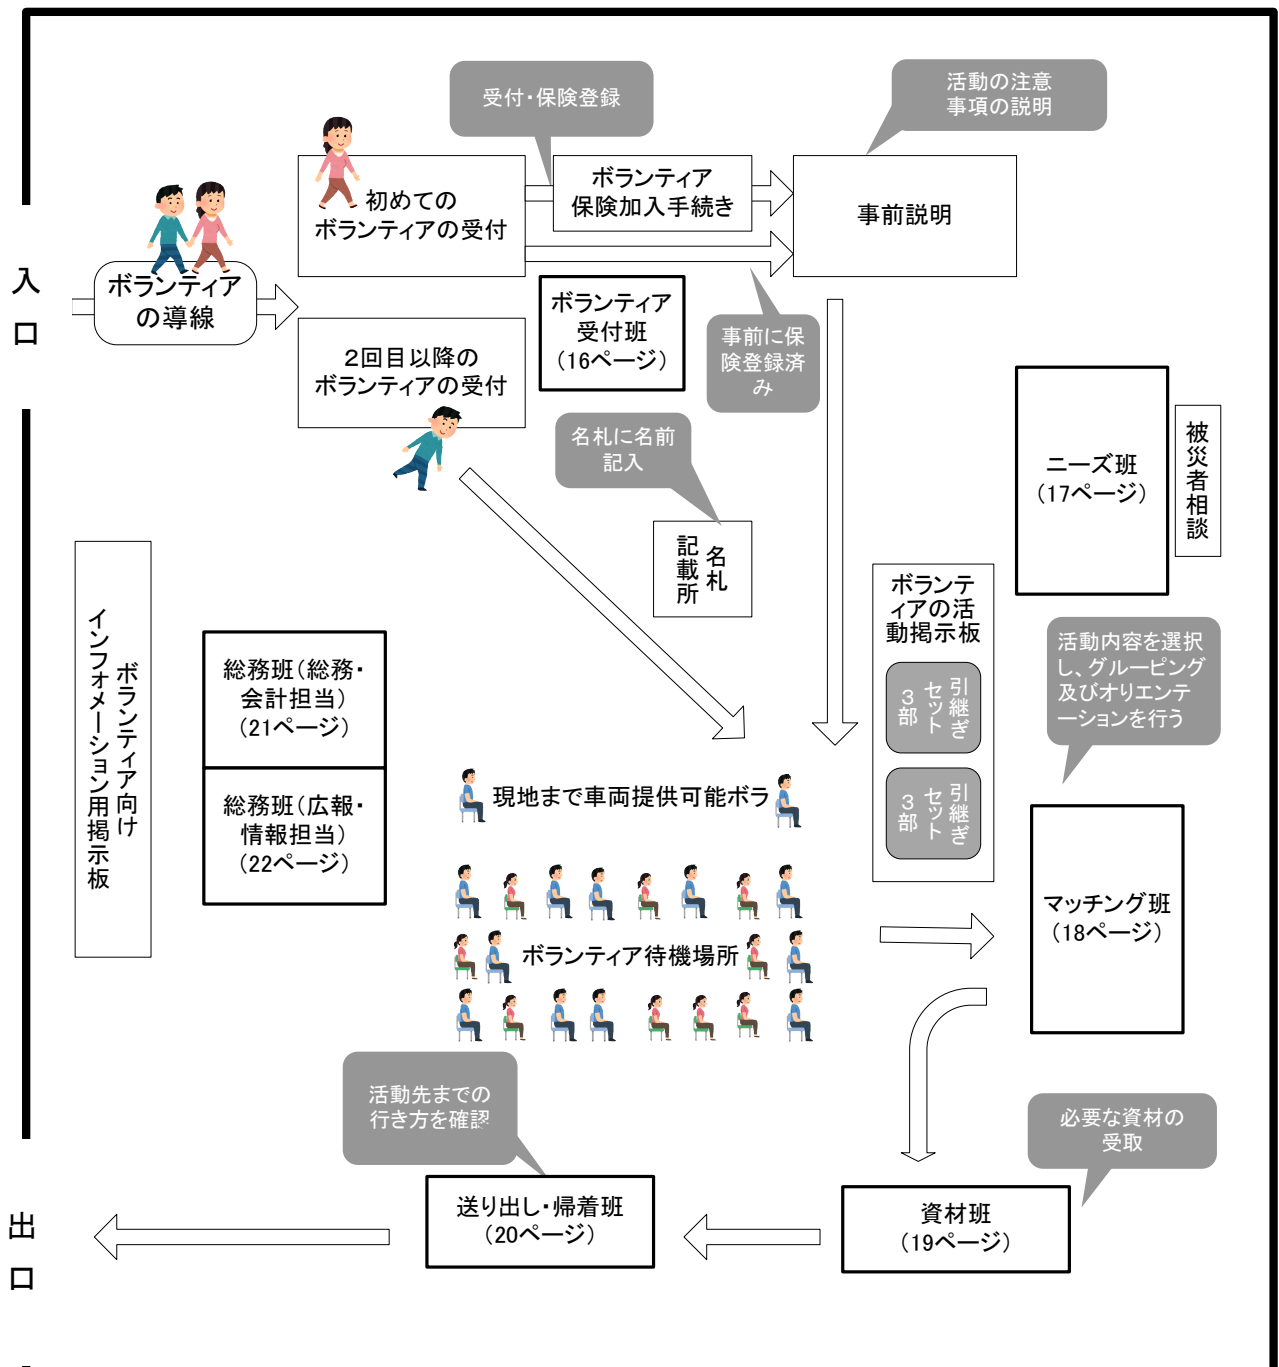 受付・保険登録
活動の注意
事項の説明
初めての
ボランティアの受付
ボランティア
保険加入手続き
事前説明
入
口
ボランティア
の導線
ボランティア
受付班
（16ページ）
事前に保
険登録済
み
２回目以降の
ボランティアの受付
名札に名前
記入
ニーズ班
（17ページ）
被災者相談
名札
記載所
ボランティア向け
インフォメーション用掲示板
総務班（総務・
会計担当）
（21ページ）
総務班（広報・
情報担当）
（22ページ）
ボランテ
ィアの活
動掲示板
引継ぎ
セット
３部
引継ぎ
セット
３部
活動内容を選択
し、グルーピング
及びオリエンテ
ーションを行う
現地まで車両提供可能ボラ
マッチング班
（18ページ）
ボランティア待機場所
活動先までの
行き方を確認
必要な資材の
受取
送り出し・帰着班
（20ページ）
資材班
（19ページ）
出
口